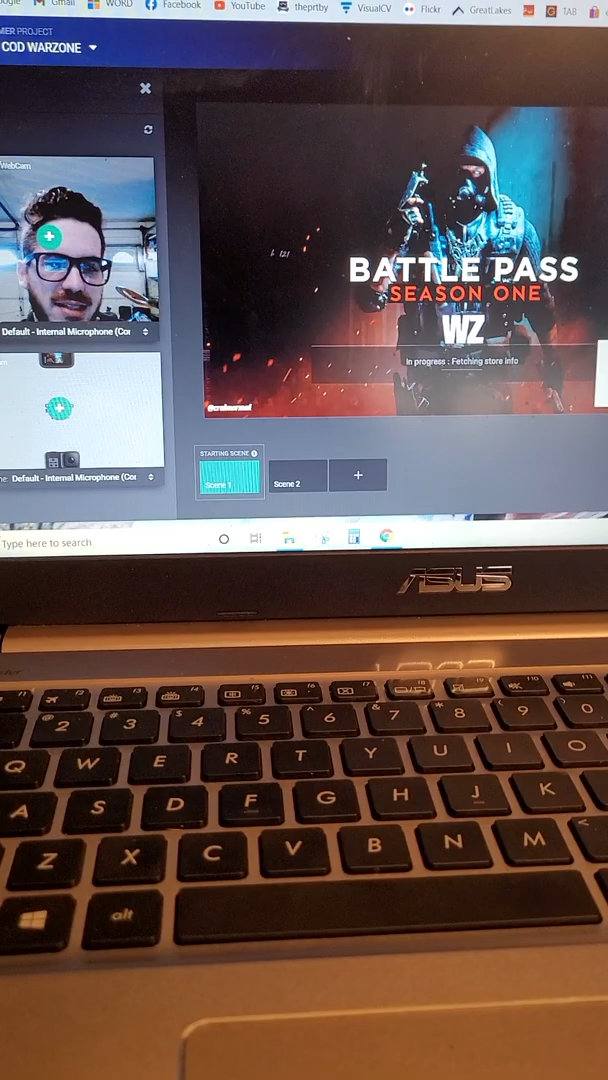 Gmail
WORD
Facebook
YouTube
theprtby
VisualCV
Flickr
GreatLakes
TAB
PROJECT
COD WARZONE
WebCam
BATTLE PASS
SEASON ONE
WZ
In progress : Fetching store info
Default - Internal Microphone (Cor
Default - Internal Microphone (Cor
STARTING SCENE
Scene 1
Scene 2
+
Type here to search
ASUS
f1 f2 f3 f4 f5 f6 f7 f8 f9 f10 f11
@ # $ % ^ & * (
2 3 4 5 6 7 8 9 0
Q W E R T Y U I O
A S D F G H J K
Z X C V B N M <
alt